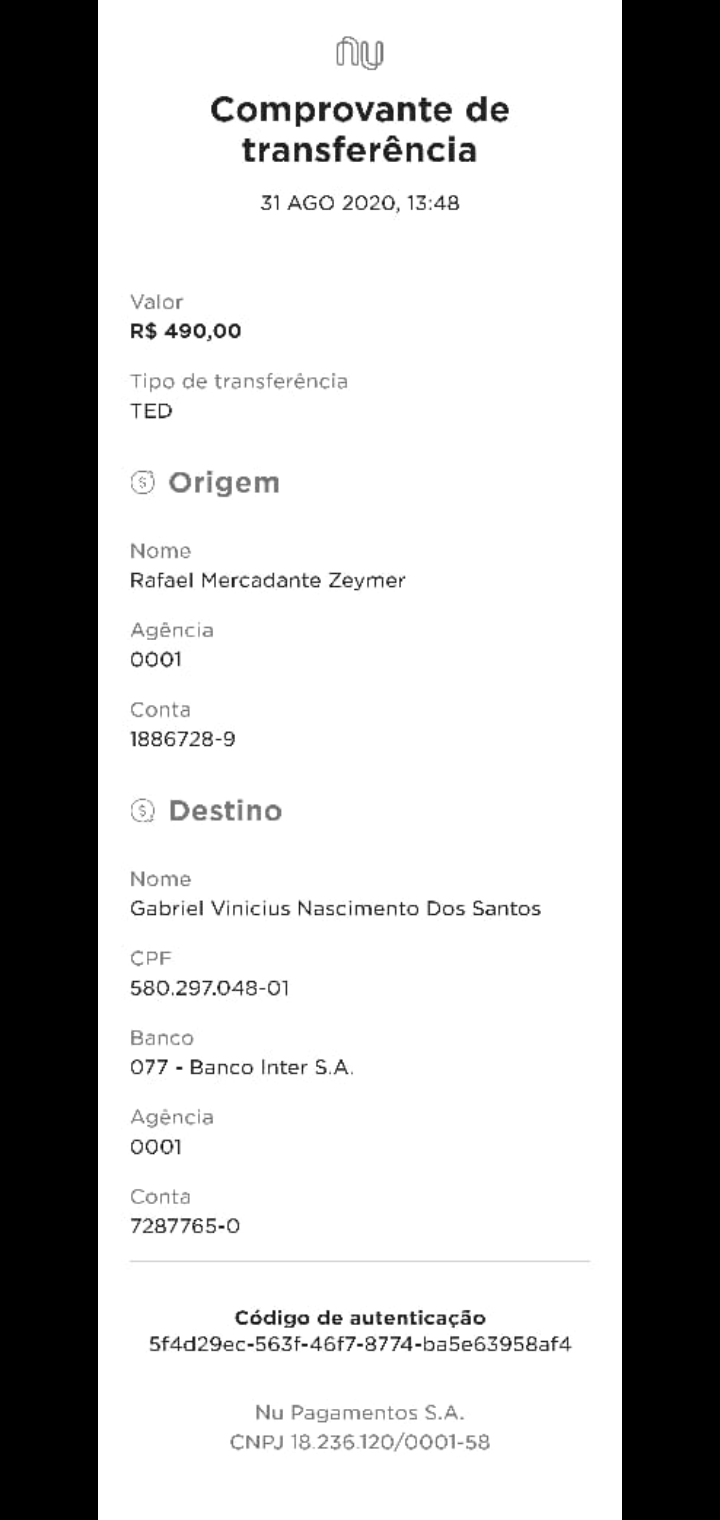 nu
Comprovante de
transferência
31 AGO 2020, 13:48
Valor
R$ 490,00
Tipo de transferência
TED
Origem
Nome
Rafael Mercadante Zeymer
Agência
0001
Conta
1886728-9
Destino
Nome
Gabriel Vinicius Nascimento Dos Santos
CPF
580.297.048-01
Banco
077 - Banco Inter S.A.
Agência
0001
Conta
7287765-0
Código de autenticação
5f4d29ec-563f-46f7-8774-ba5e63958af4
Nu Pagamentos S.A.
CNPJ 18.236.120/0001-58